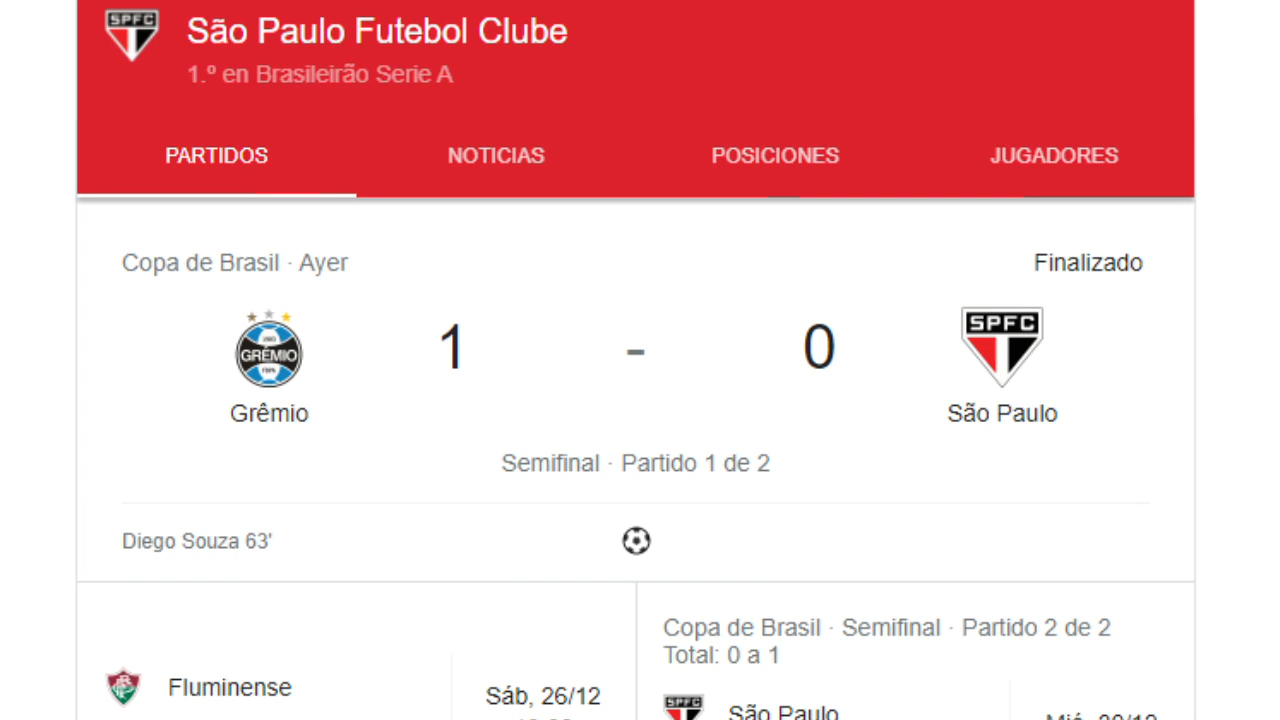 SPFC
São Paulo Futebol Clube
1.º en Brasileirão Serie A
PARTIDOS NOTICIAS POSICIONES JUGADORES
Copa de Brasil · Ayer Finalizado
1 - 0
GRÊMIO
SPFC
Grêmio São Paulo
Semifinal · Partido 1 de 2
Diego Souza 63'
Copa de Brasil · Semifinal · Partido 2 de 2
Total: 0 a 1
Fluminense
Sáb, 26/12
SPFC
São Paulo